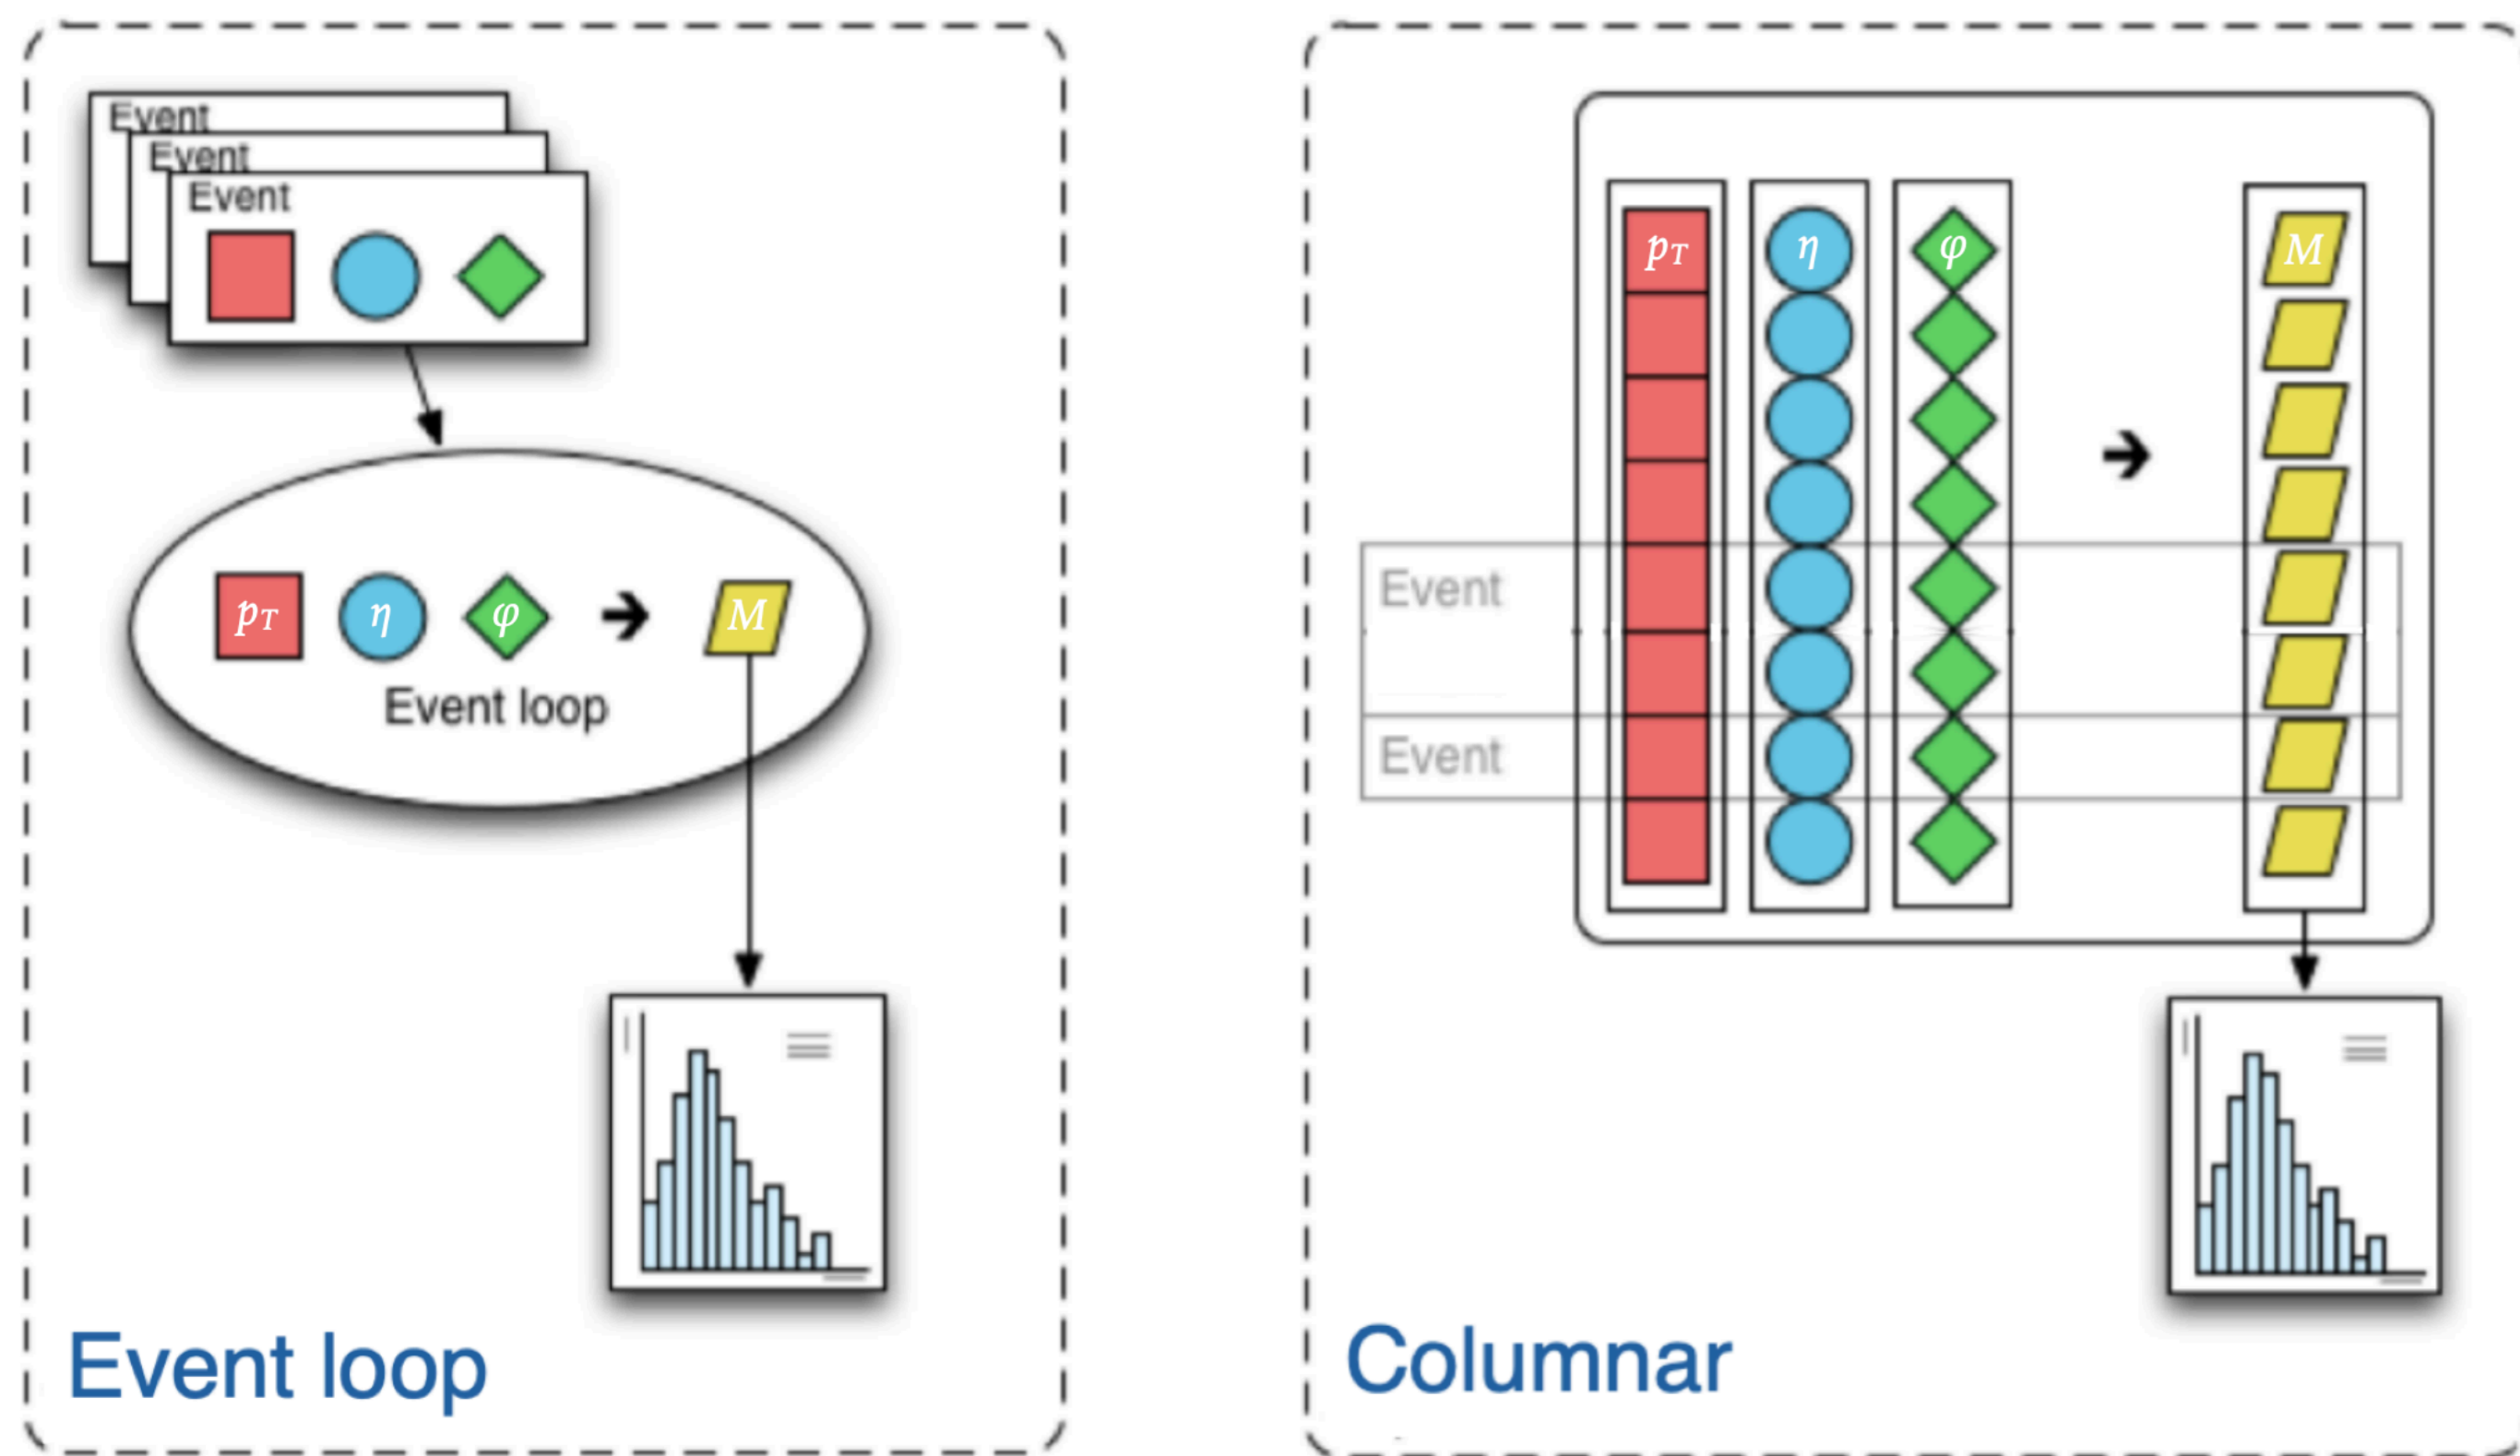 Event
Event
Event
pT η φ → M
Event loop
Event loop
pT η φ → M
Event
Event
Columnar